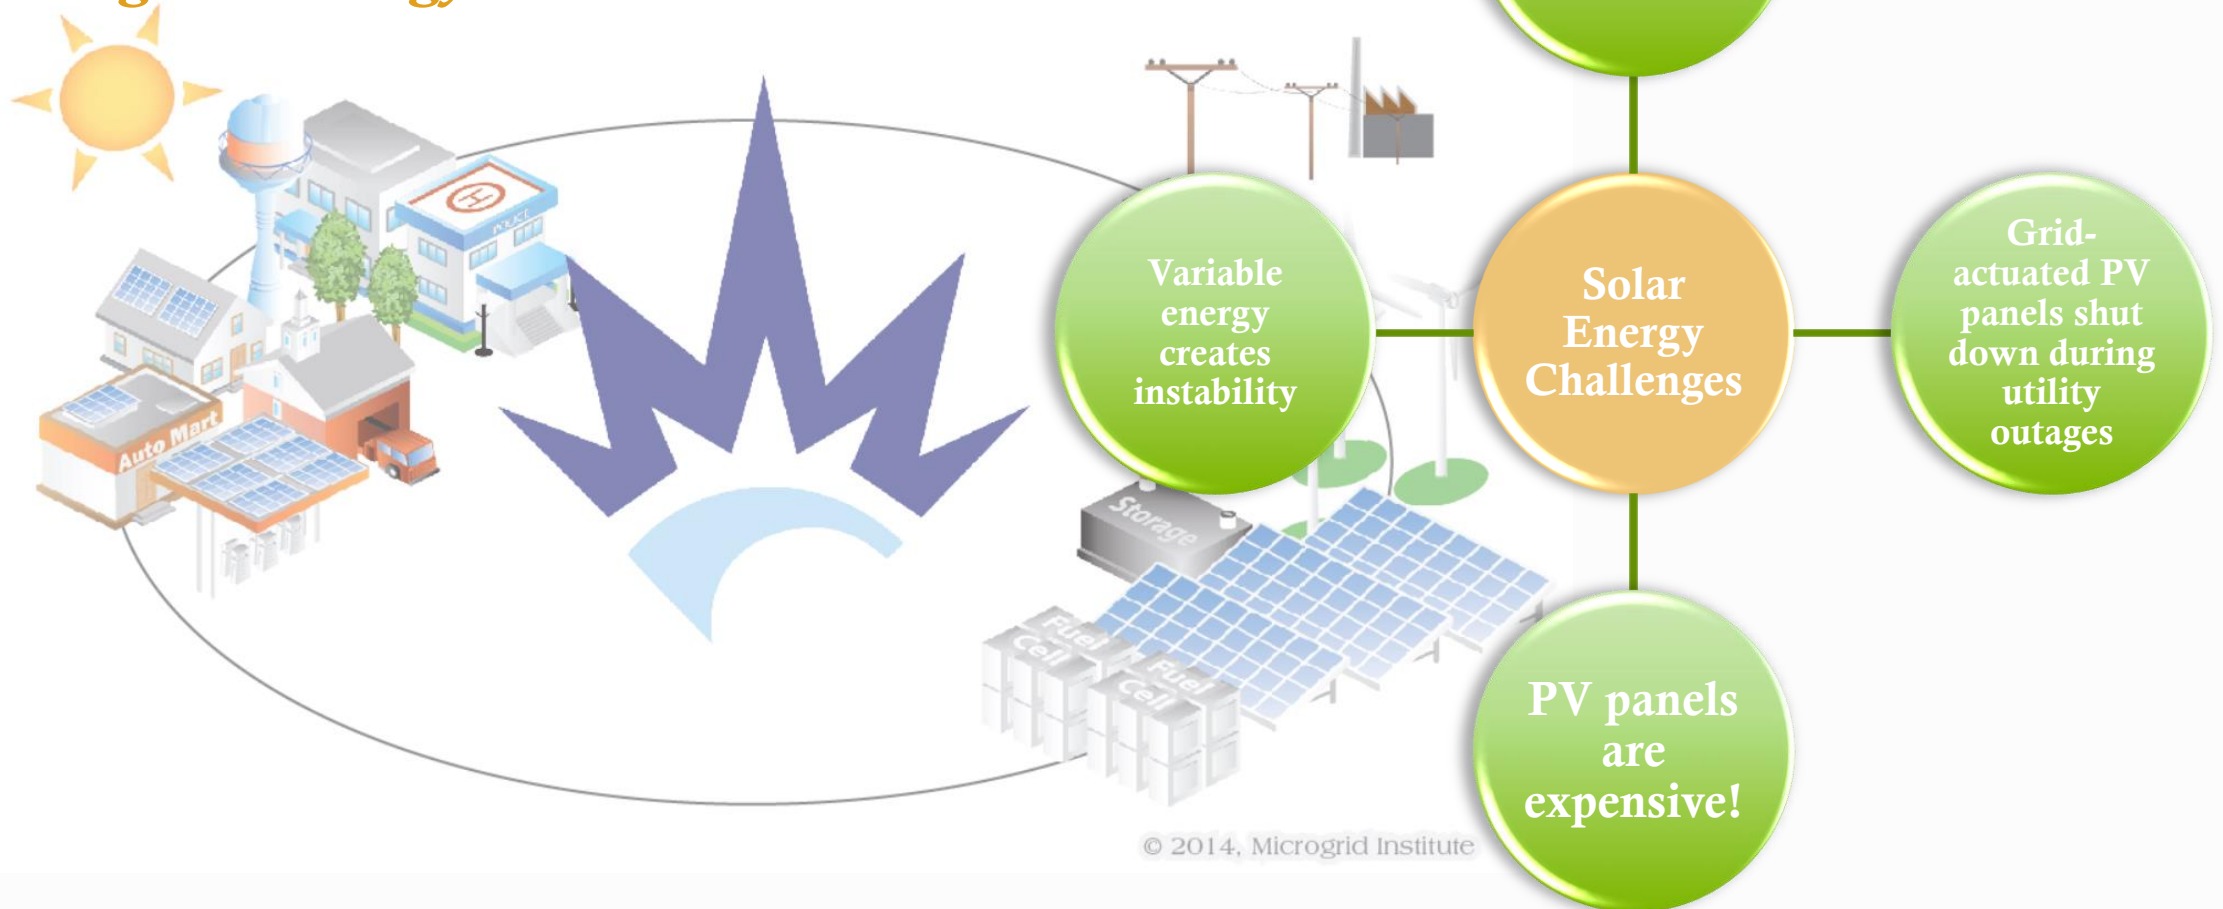 H
POLICE
Auto Mart
Variable
energy
creates
instability
Solar
Energy
Challenges
Grid-
actuated PV
panels shut
down during
utility
outages
Storage
Fuel
Cell
Fuel
Cell
PV panels
are
expensive!
© 2014, Microgrid Institute